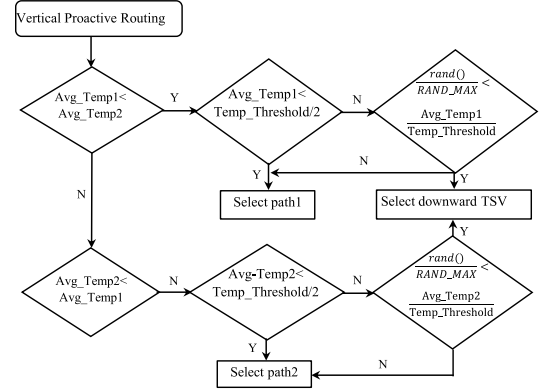 Vertical Proactive Routing
Avg_Temp1<
Avg_Temp2
Y
Avg_Temp1<
Temp_Threshold/2
N
rand()
RAND_MAX <
Avg_Temp1
Temp_Threshold
N
Y
Y
N
Select path1
Select downward TSV
Y
Avg_Temp2<
Avg_Temp1
N
Avg-Temp2<
Temp_Threshold/2
N
rand()
RAND_MAX <
Avg_Temp2
Temp_Threshold
Y
N
Select path2